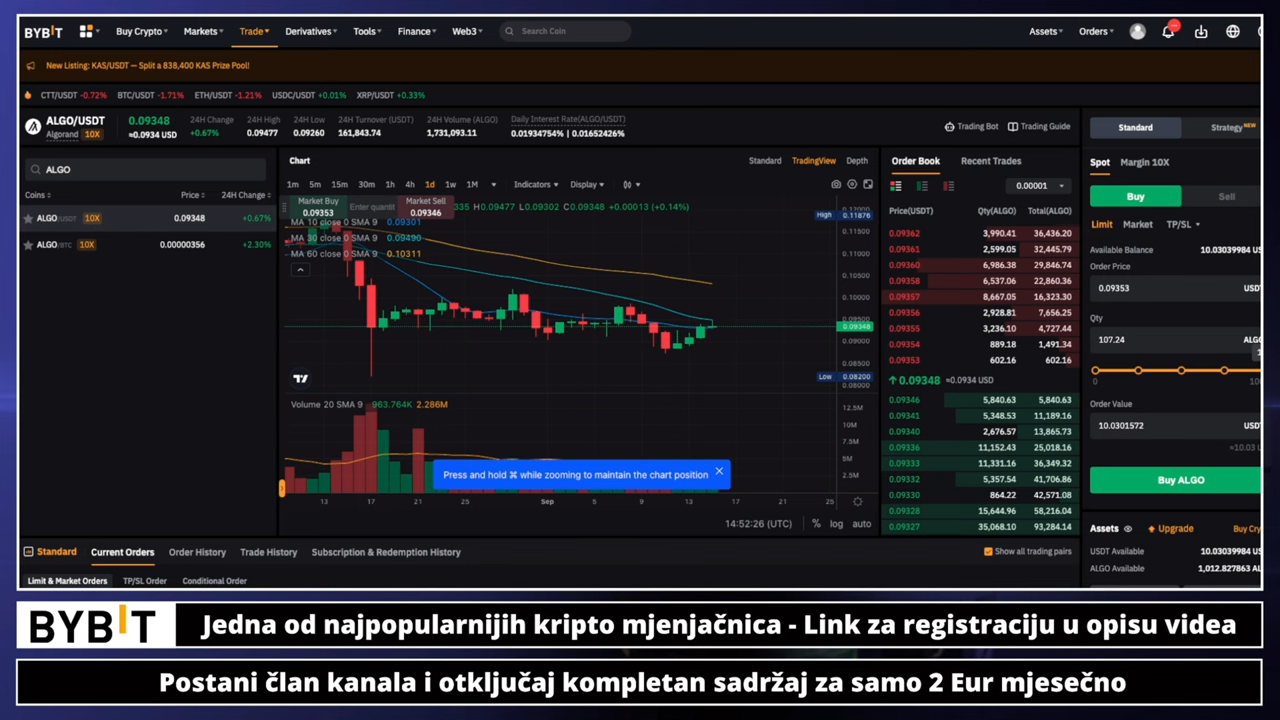 BYBIT Buy Crypto Markets Trade Derivatives Tools Finance Web3 Search Coin Assets Orders
New Listing: KAS/USDT — Split a 838,400 KAS Prize Pool!
CTT/USDT -0.72% BTC/USDT -1.71% ETH/USDT -1.21% USDC/USDT +0.01% XRP/USDT +0.33%
ALGO/USDT 0.09348 24H Change 24H High 24H Low 24H Turnover (USDT) 24H Volume (ALGO) Daily Interest Rate(ALGO/USDT)
Algorand 10X ≈0.0934 USD +0.67% 0.09477 0.09260 161,843.74 1,731,093.11 0.01934754% | 0.01652426%
Trading Bot Trading Guide
Standard Strategy NEW
ALGO
Coins Price 24H Change
ALGO/USDT 10X 0.09348 +0.67%
ALGO/BTC 10X 0.00000356 +2.30%
Chart Standard TradingView Depth
1m 5m 15m 30m 1h 4h 1d 1w 1M Indicators Display
Market Buy Enter quantit Market Sell
0.09353 0.09346
335 H0.09477 L0.09302 C0.09348 +0.00013 (+0.14%)
MA 10 close 0 SMA 9 0.09301
MA 30 close 0 SMA 9 0.09490
MA 60 close 0 SMA 9 0.10311
High 0.11876
0.11500
0.11000
0.10500
0.10000
0.09348
0.09000
0.08500
Low 0.08200
0.08000
Volume 20 SMA 9 963.764K 2.286M
12.5M
10M
7.5M
5M
2.5M
Press and hold ⌘ while zooming to maintain the chart position
13 17 21 25 Sep 5 9 13 17 21 25
14:52:26 (UTC) % log auto
Order Book Recent Trades
0.00001
Price(USDT) Qty(ALGO) Total(ALGO)
0.09362 3,990.41 36,436.20
0.09361 2,599.05 32,445.79
0.09360 6,986.38 29,846.74
0.09358 6,537.06 22,860.36
0.09357 8,667.05 16,323.30
0.09356 2,928.81 7,656.25
0.09355 3,236.10 4,727.44
0.09354 889.18 1,491.34
0.09353 602.16 602.16
0.09348 ≈0.0934 USD
0.09346 5,840.63 5,840.63
0.09341 5,348.53 11,189.16
0.09340 2,676.57 13,865.73
0.09336 11,152.43 25,018.16
0.09333 11,331.16 36,349.32
0.09332 5,357.54 41,706.86
0.09330 864.22 42,571.08
0.09328 15,644.96 58,216.04
0.09327 35,068.10 93,284.14
Spot Margin 10X
Buy Sell
Limit Market TP/SL
Available Balance 10.03039984 US
Order Price
0.09353 USDT
Qty
107.24 ALGO
0 100
Order Value
10.0301572 USDT
≈10.03 U
Buy ALGO
Assets Upgrade Buy Cry
USDT Available 10.03039984 US
ALGO Available 1,012.827863 AL
Standard Current Orders Order History Trade History Subscription & Redemption History Show all trading pairs
Limit & Market Orders TP/SL Order Conditional Order
BYBIT Jedna od najpopularnijih kripto mjenjačnica - Link za registraciju u opisu videa
Postani član kanala i otključaj kompletan sadržaj za samo 2 Eur mjesečno